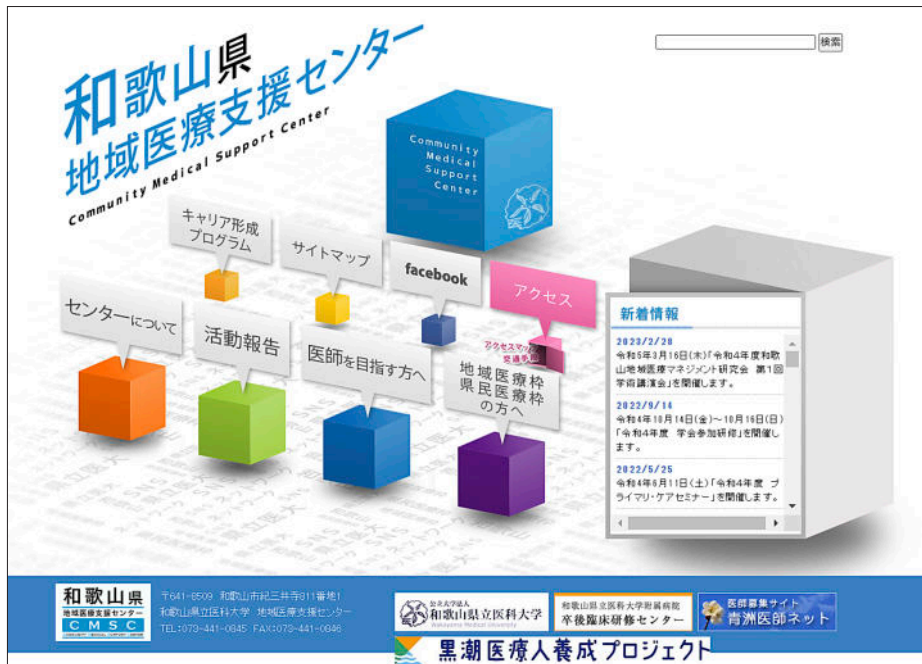 検索
和歌山県
地域医療支援センター
Community Medical Support Center
Community
Medical
Support
Center
キャリア形成
プログラム
サイトマップ
facebook
アクセス
センターについて
活動報告
医師を目指す方へ
アクセスマップ
交通手段
地域医療枠
県民医療枠
の方へ
新着情報
2023/2/28
令和5年3月16日(木)「令和4年度和歌
山地域医療マネジメント研究会 第1回
学術講演会」を開催します。
2022/9/14
令和4年10月14日(金)～10月16日(日)
「令和4年度 学会参加研修」を開催し
ます。
2022/5/25
令和4年6月11日(土)「令和4年度 プ
ライマリ・ケアセミナー」を開催します。
和歌山県
地域医療支援センター
CMSC
〒641-8509 和歌山市紀三井寺811番地1
和歌山県立医科大学 地域医療支援センター
TEL:073-441-0845 FAX:073-441-0846
公立大学法人
和歌山県立医科大学
Wakayama Medical University
和歌山県立医科大学附属病院
卒後臨床研修センター
医師募集サイト
青洲医師ネット
黒潮医療人養成プロジェクト